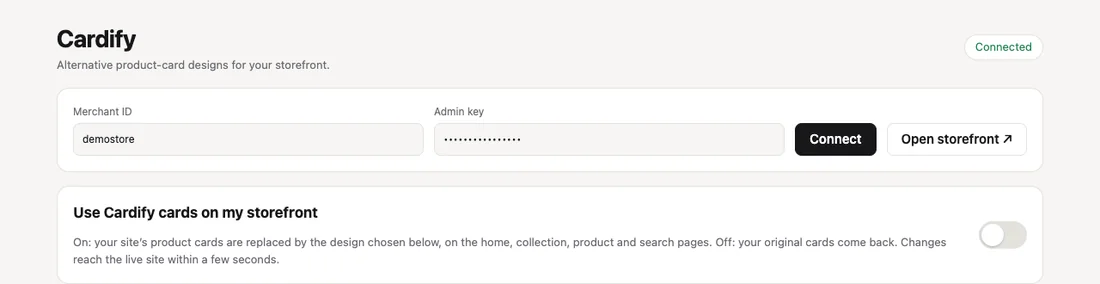 Cardify
Connected
Alternative product-card designs for your storefront.
Merchant ID
Admin key
demostore
••••••••••••••••
Connect
Open storefront ↗
Use Cardify cards on my storefront
On: your site's product cards are replaced by the design chosen below, on the home, collection, product and search pages. Off: your original cards come back. Changes
reach the live site within a few seconds.